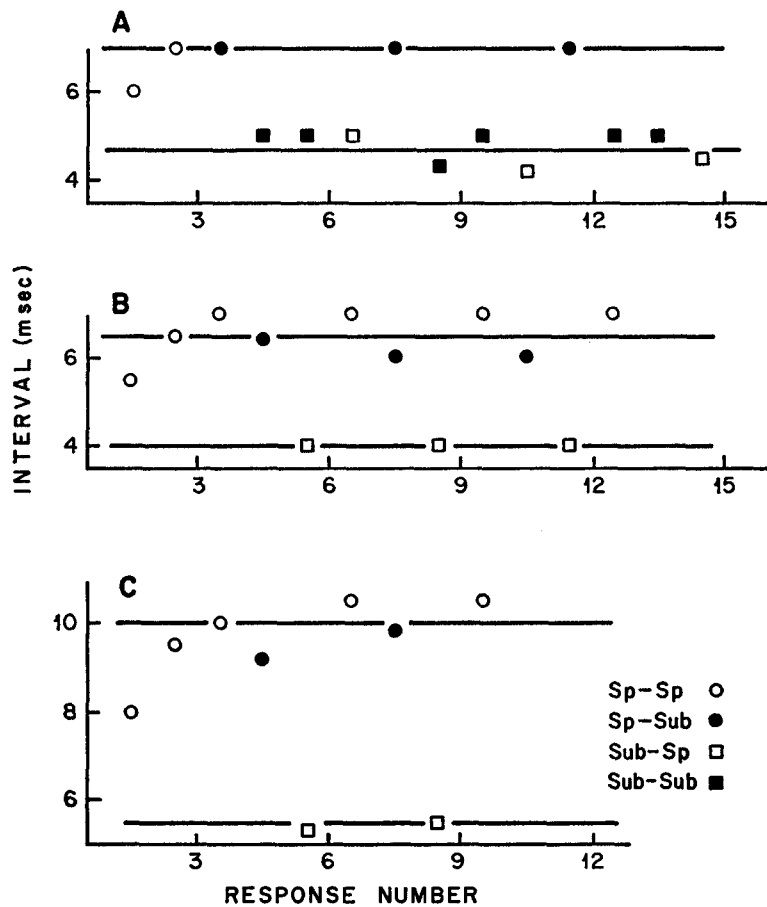 A
6
4
3 6 9 12 15
B
6
4
3 6 9 12 15
INTERVAL (msec)
C
10
8
6
3 6 9 12
Sp-Sp
Sp-Sub
Sub-Sp
Sub-Sub
RESPONSE NUMBER